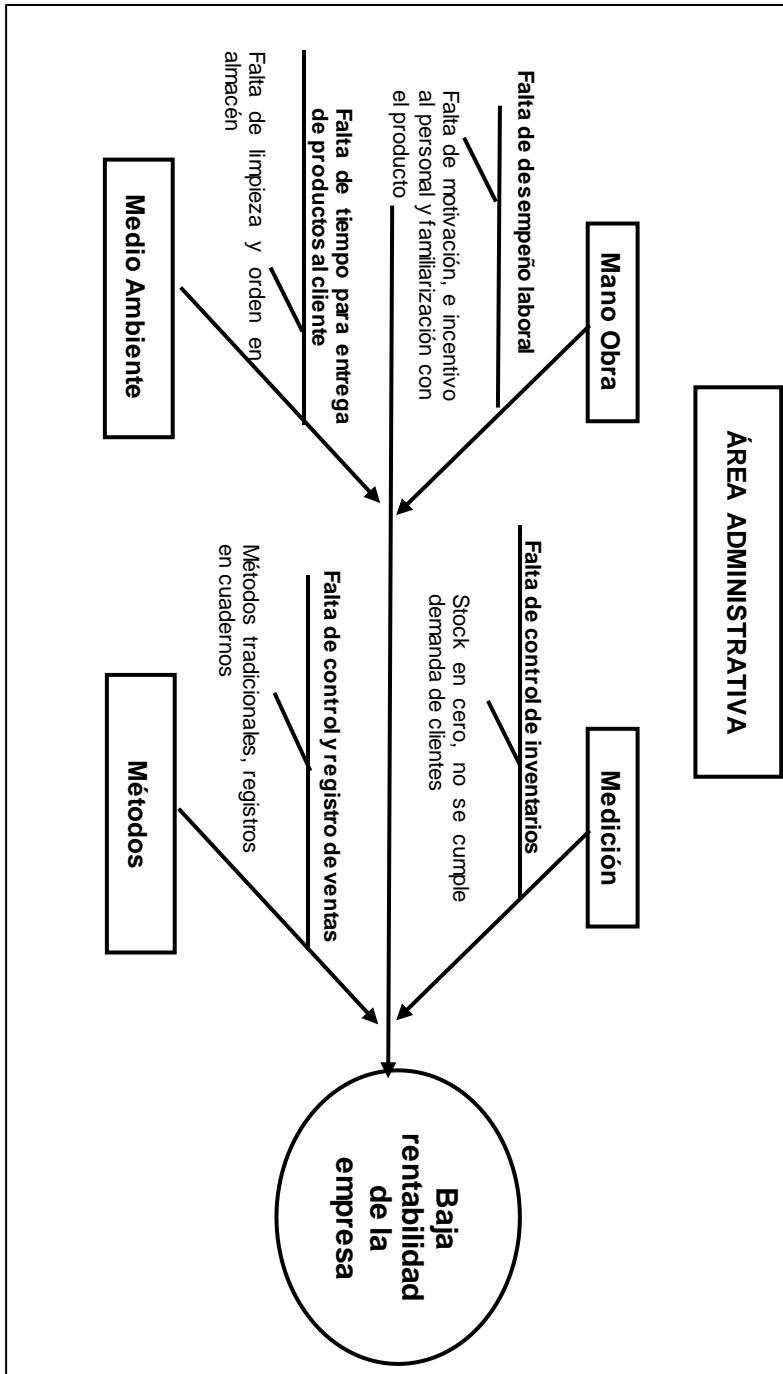 ÁREA ADMINISTRATIVA
Mano Obra
Medición
Falta de desempeño laboral
Falta de motivación, e incentivo
al personal y familiarización con
el producto
Falta de control de inventarios
Stock en cero, no se cumple
demanda de clientes
Baja
rentabilidad
de la
empresa
Falta de tiempo para entrega
de productos al cliente
Falta de limpieza y orden en
almacén
Falta de control y registro de ventas
Métodos tradicionales, registros
en cuadernos
Medio Ambiente
Métodos